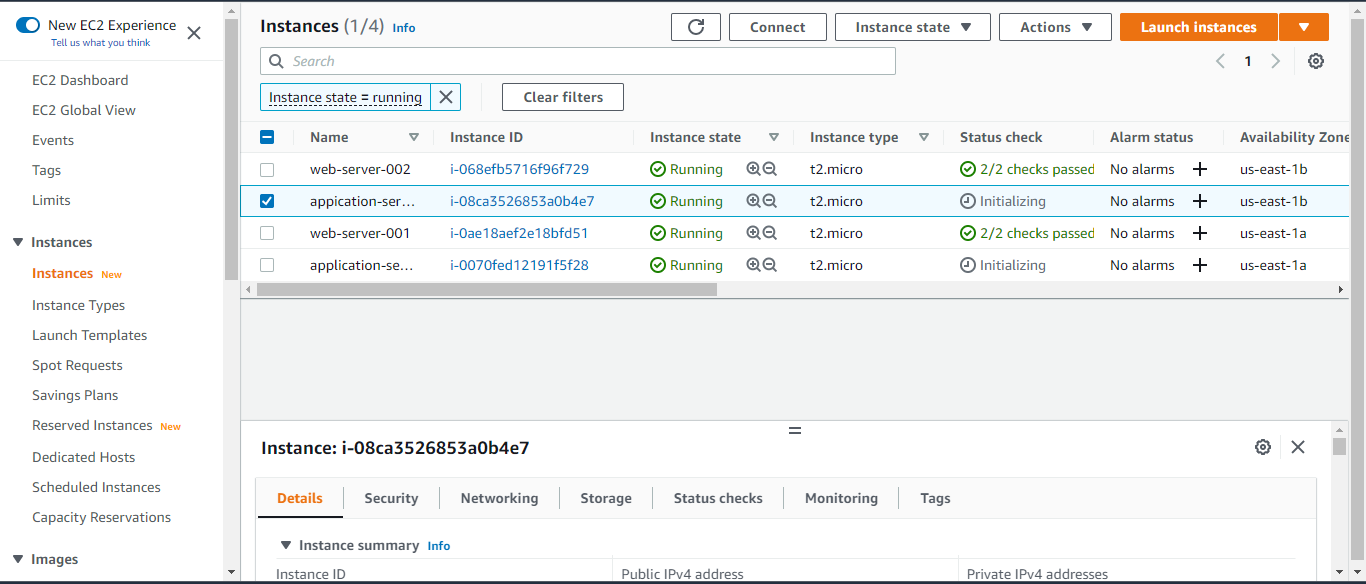 New EC2 Experience
Tell us what you think
EC2 Dashboard
EC2 Global View
Events
Tags
Limits
Instances
Instances New
Instance Types
Launch Templates
Spot Requests
Savings Plans
Reserved Instances New
Dedicated Hosts
Scheduled Instances
Capacity Reservations
Images
Instances (1/4) Info
Connect
Instance state
Actions
Launch instances
Search
1
Instance state = running
Clear filters
Name Instance ID Instance state Instance type Status check Alarm status Availability Zone
web-server-002 i-068efb5716f96f729 Running t2.micro 2/2 checks passed No alarms + us-east-1b
appication-ser... i-08ca3526853a0b4e7 Running t2.micro Initializing No alarms + us-east-1b
web-server-001 i-0ae18aef2e18bfd51 Running t2.micro 2/2 checks passed No alarms + us-east-1a
application-se... i-0070fed12191f5f28 Running t2.micro Initializing No alarms + us-east-1a
Instance: i-08ca3526853a0b4e7
Details Security Networking Storage Status checks Monitoring Tags
Instance summary Info
Instance ID Public IPv4 address Private IPv4 addresses